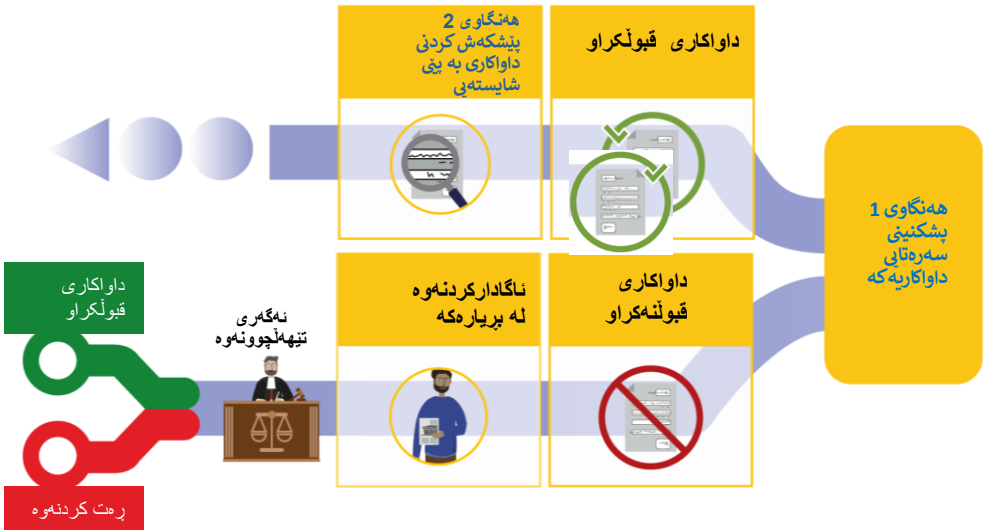 هەنگاوی 1
پشکنینی
سەرەتایی
داواکاریەکە
داواکاری قبوڵکراو
هەنگاوی 2
پێشکەش کردنی
داواکاری بە پێی
شایستەیی
داواکاری
قبوڵنەکراو
ئاگادارکردنەوە
لە بڕیارەکە
ئەگەری
تێهەڵچوونەوە
داواکاری
قبوڵکراو
ڕەت کردنەوە